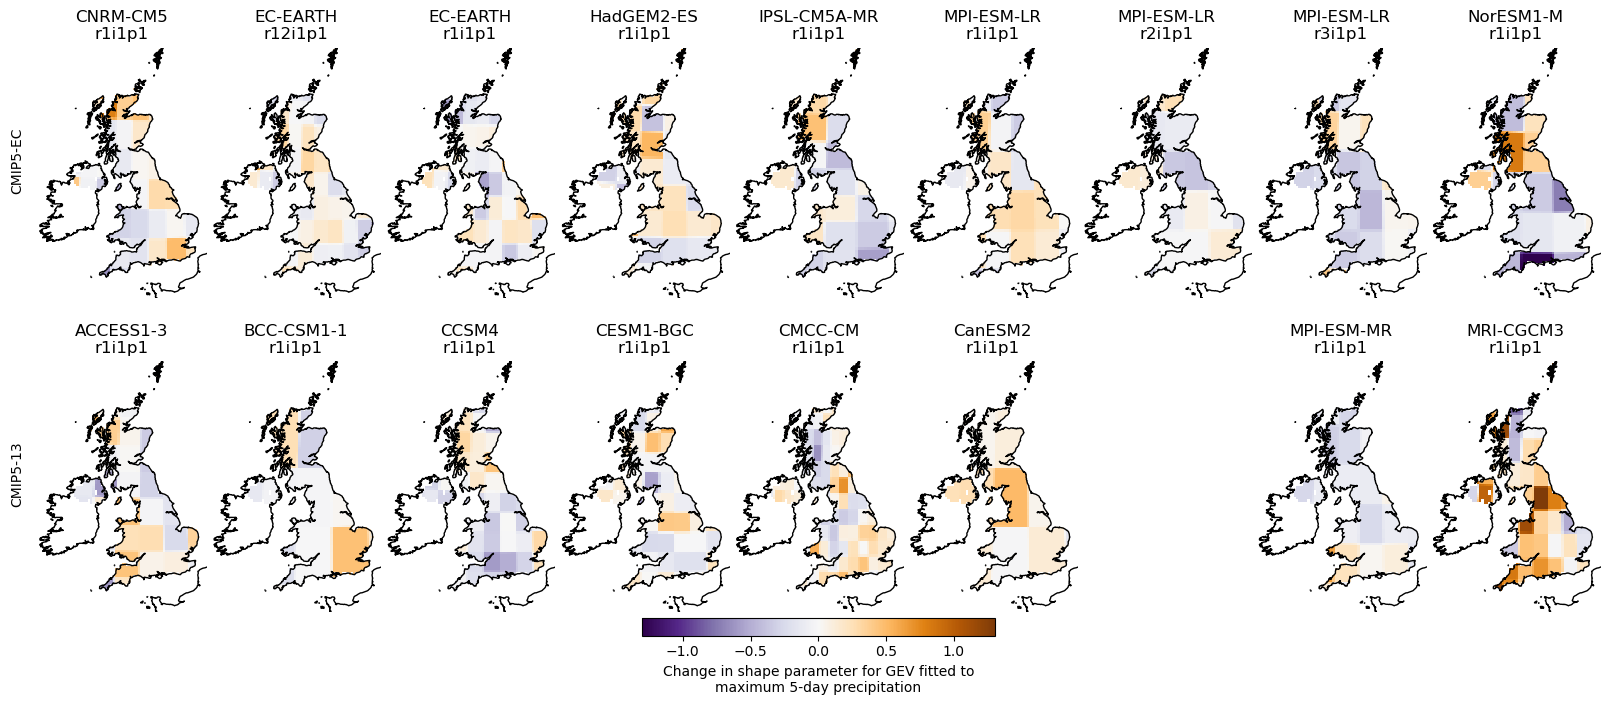 CNRM-CM5
r1i1p1
EC-EARTH
r12i1p1
EC-EARTH
r1i1p1
HadGEM2-ES
r1i1p1
IPSL-CM5A-MR
r1i1p1
MPI-ESM-LR
r1i1p1
MPI-ESM-LR
r2i1p1
MPI-ESM-LR
r3i1p1
NorESM1-M
r1i1p1
CMIP5-EC
ACCESS1-3
r1i1p1
BCC-CSM1-1
r1i1p1
CCSM4
r1i1p1
CESM1-BGC
r1i1p1
CMCC-CM
r1i1p1
CanESM2
r1i1p1
MPI-ESM-MR
r1i1p1
MRI-CGCM3
r1i1p1
CMIP5-13
−1.0 −0.5 0.0 0.5 1.0
Change in shape parameter for GEV fitted to
maximum 5-day precipitation